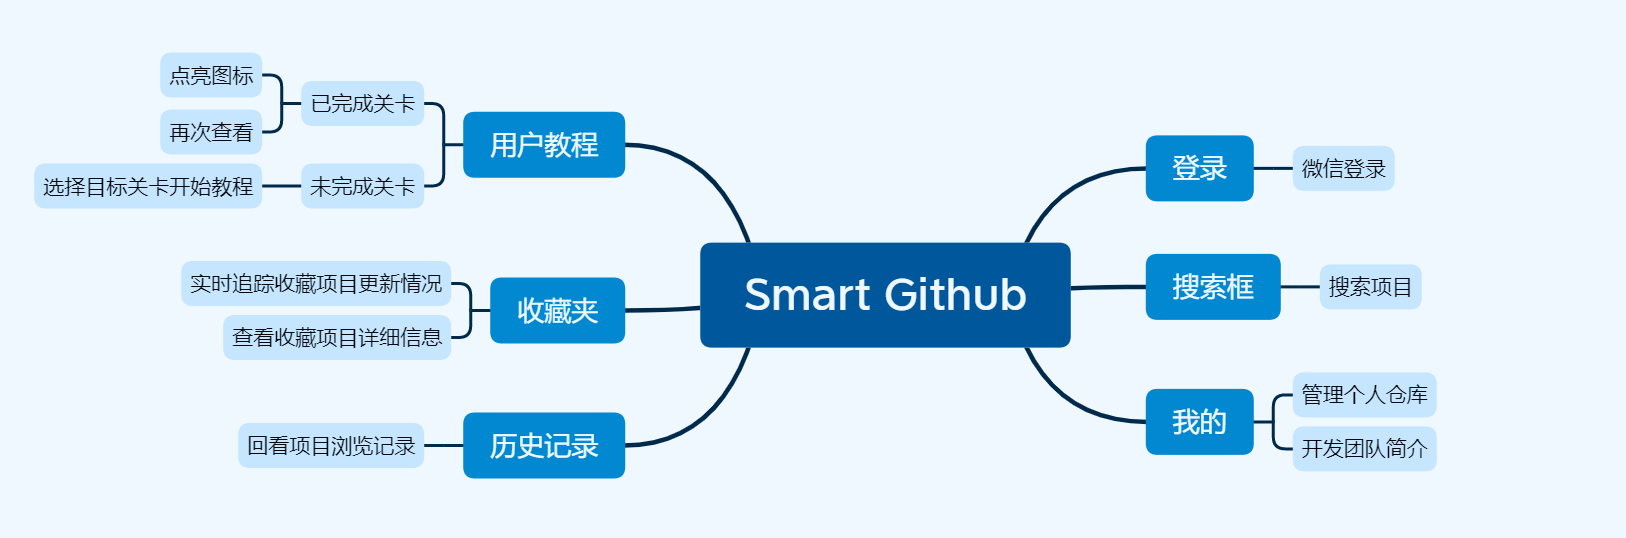 Smart Github
登录
微信登录
搜索框
搜索项目
我的
管理个人仓库
开发团队简介
用户教程
已完成关卡
点亮图标
再次查看
未完成关卡
选择目标关卡开始教程
收藏夹
实时追踪收藏项目更新情况
查看收藏项目详细信息
历史记录
回看项目浏览记录